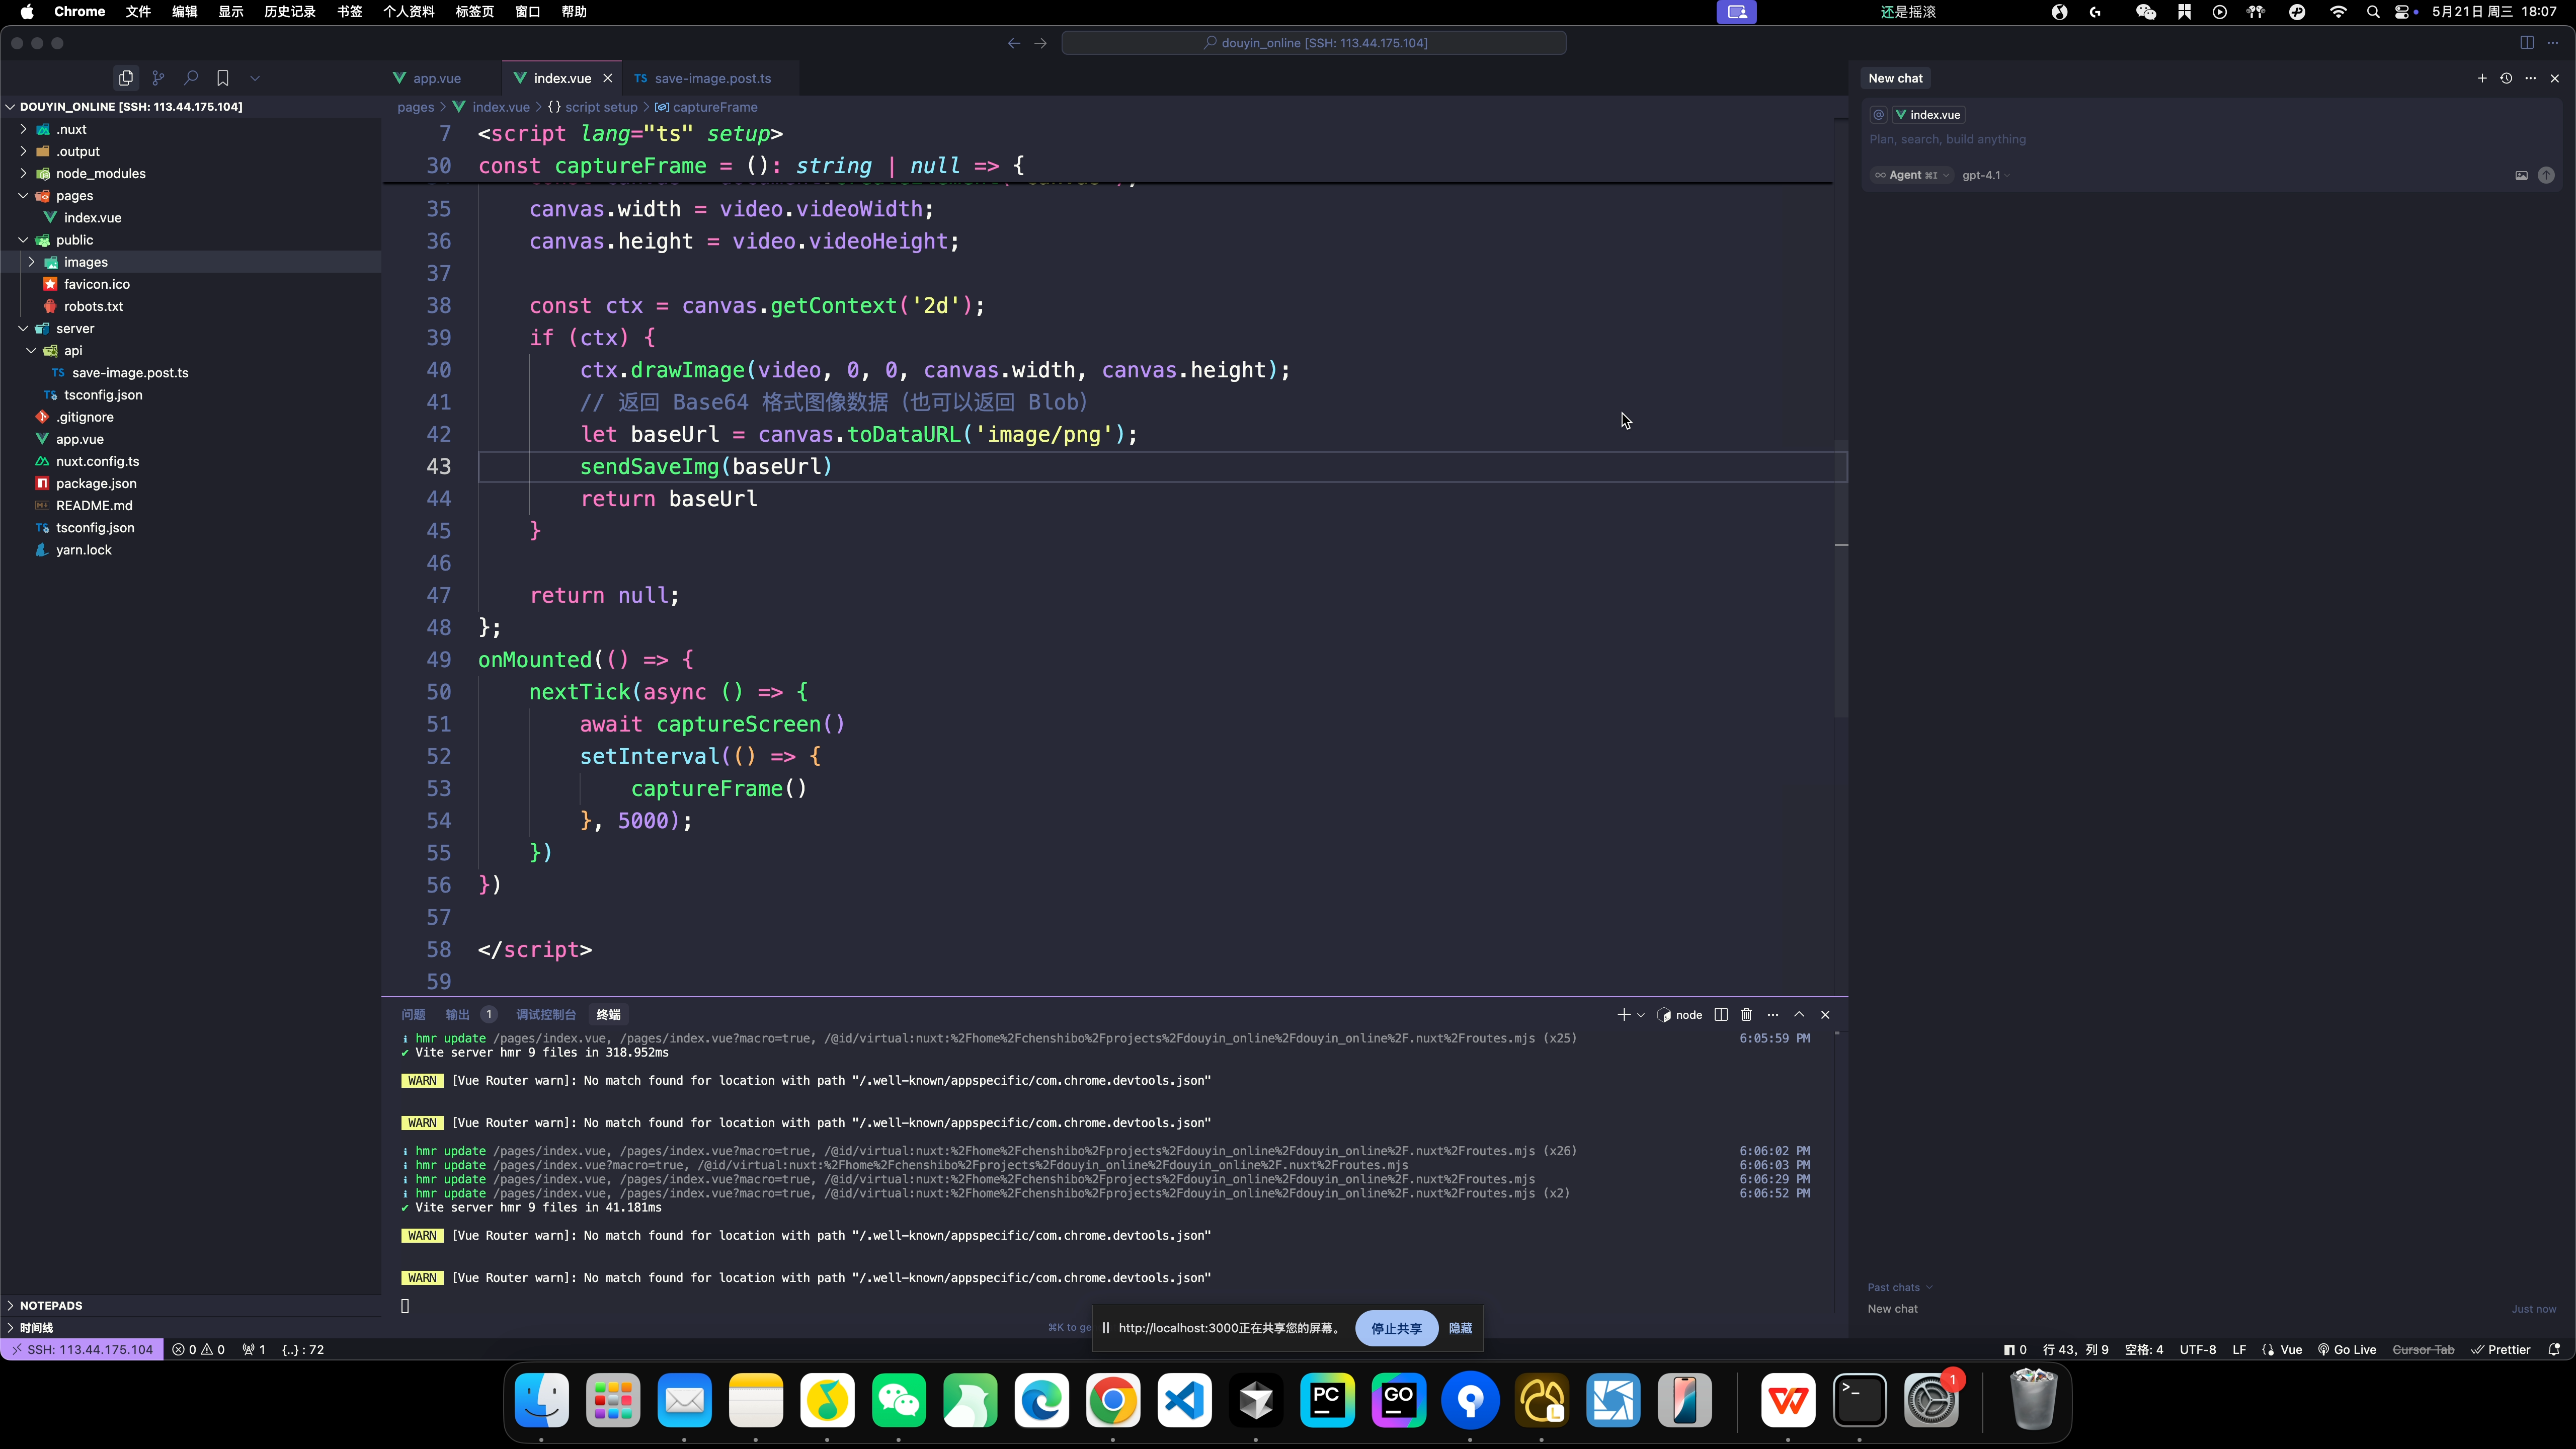 Chrome 文件 编辑 显示 历史记录 书签 个人资料 标签页 窗口 帮助 还是摇滚 5月21日 周三 18:07
douyin_online [SSH: 113.44.175.104]
app.vue index.vue TS save-image.post.ts
New chat
DOUYIN_ONLINE [SSH: 113.44.175.104]
.nuxt
.output
node_modules
pages
index.vue
public
images
favicon.ico
robots.txt
server
api
TS save-image.post.ts
tsconfig.json
.gitignore
app.vue
nuxt.config.ts
package.json
README.md
tsconfig.json
yarn.lock
NOTEPADS
时间线
pages > index.vue > {} script setup > captureFrame
7 <script lang="ts" setup>
30 const captureFrame = (): string | null => {
35 canvas.width = video.videoWidth;
36 canvas.height = video.videoHeight;
37
38 const ctx = canvas.getContext('2d');
39 if (ctx) {
40 ctx.drawImage(video, 0, 0, canvas.width, canvas.height);
41 // 返回 Base64 格式图像数据（也可以返回 Blob）
42 let baseUrl = canvas.toDataURL('image/png');
43 sendSaveImg(baseUrl)
44 return baseUrl
45 }
46
47 return null;
48 };
49 onMounted(() => {
50 nextTick(async () => {
51 await captureScreen()
52 setInterval(() => {
53 captureFrame()
54 }, 5000);
55 })
56 })
57
58 </script>
59
@ index.vue
Plan, search, build anything
∞ Agent ⌘I gpt-4.1
Past chats
New chat Just now
问题 输出 1 调试控制台 终端 node
i hmr update /pages/index.vue, /pages/index.vue?macro=true, /@id/virtual:nuxt:%2Fhome%2Fchenshibo%2Fprojects%2Fdouyin_online%2Fdouyin_online%2F.nuxt%2Froutes.mjs (x25) 6:05:59 PM
✔ Vite server hmr 9 files in 318.952ms
WARN [Vue Router warn]: No match found for location with path "/.well-known/appspecific/com.chrome.devtools.json"
WARN [Vue Router warn]: No match found for location with path "/.well-known/appspecific/com.chrome.devtools.json"
i hmr update /pages/index.vue, /pages/index.vue?macro=true, /@id/virtual:nuxt:%2Fhome%2Fchenshibo%2Fprojects%2Fdouyin_online%2Fdouyin_online%2F.nuxt%2Froutes.mjs (x26) 6:06:02 PM
i hmr update /pages/index.vue?macro=true, /@id/virtual:nuxt:%2Fhome%2Fchenshibo%2Fprojects%2Fdouyin_online%2Fdouyin_online%2F.nuxt%2Froutes.mjs 6:06:03 PM
i hmr update /pages/index.vue, /pages/index.vue?macro=true, /@id/virtual:nuxt:%2Fhome%2Fchenshibo%2Fprojects%2Fdouyin_online%2Fdouyin_online%2F.nuxt%2Froutes.mjs 6:06:29 PM
i hmr update /pages/index.vue, /pages/index.vue?macro=true, /@id/virtual:nuxt:%2Fhome%2Fchenshibo%2Fprojects%2Fdouyin_online%2Fdouyin_online%2F.nuxt%2Froutes.mjs (x2) 6:06:52 PM
✔ Vite server hmr 9 files in 41.181ms
WARN [Vue Router warn]: No match found for location with path "/.well-known/appspecific/com.chrome.devtools.json"
WARN [Vue Router warn]: No match found for location with path "/.well-known/appspecific/com.chrome.devtools.json"
⌘K to ge
http://localhost:3000正在共享您的屏幕。 停止共享 隐藏
SSH: 113.44.175.104 0 0 1 {..} : 72 0 行 43，列 9 空格: 4 UTF-8 LF Vue Go Live Cursor Tab Prettier
PC GO L >_ 1